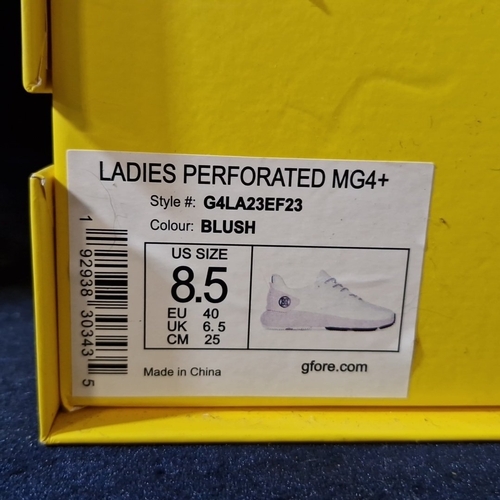 LADIES PERFORATED MG4+
Style #: G4LA23EF23
Colour: BLUSH
1 92938 30343 5
US SIZE
8.5
EU 40
UK 6.5
CM 25
Made in China
gfore.com